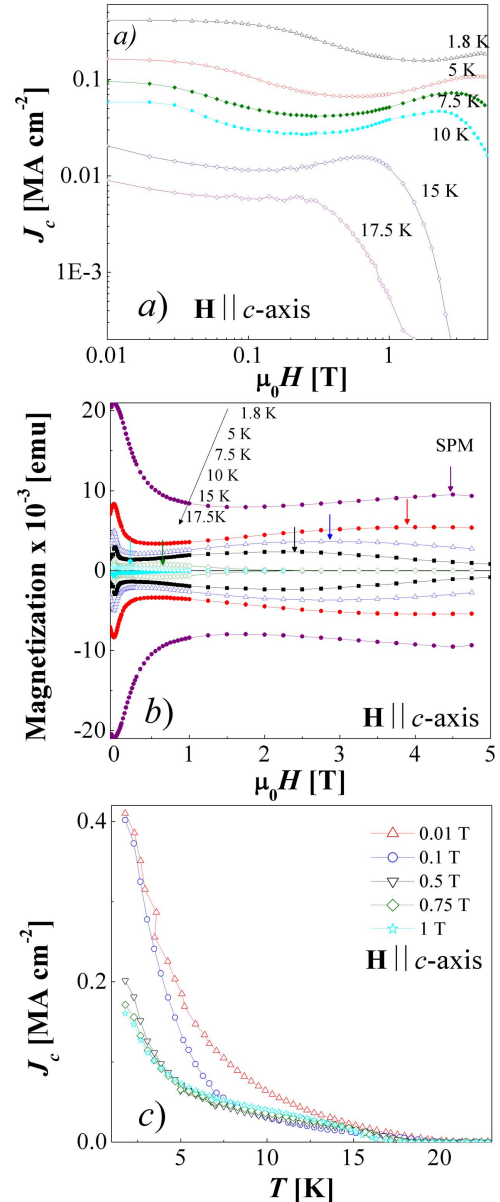 a)
1.8 K
5 K
7.5 K
10 K
15 K
17.5 K
0.1
0.01
1E-3
J_c [MA cm⁻²]
a) H || c-axis
0.01 0.1 1
μ₀H [T]
20
10
0
-10
-20
Magnetization x 10⁻³ [emu]
1.8 K
5 K
7.5 K
10 K
15 K
17.5K
SPM
b) H || c-axis
0 1 2 3 4 5
μ₀H [T]
0.4
0.2
0.0
J_c [MA cm⁻²]
0.01 T
0.1 T
0.5 T
0.75 T
1 T
H || c-axis
c)
5 10 15 20
T [K]